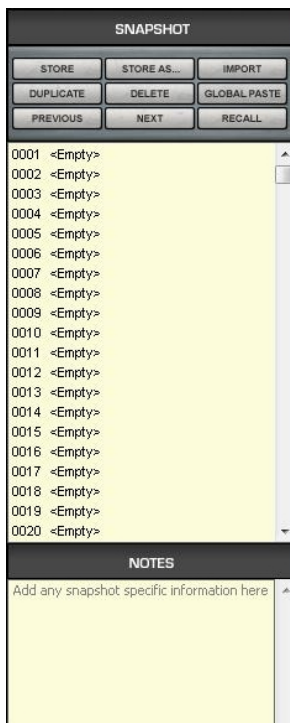 SNAPSHOT
STORE STORE AS... IMPORT
DUPLICATE DELETE GLOBAL PASTE
PREVIOUS NEXT RECALL
0001 <Empty>
0002 <Empty>
0003 <Empty>
0004 <Empty>
0005 <Empty>
0006 <Empty>
0007 <Empty>
0008 <Empty>
0009 <Empty>
0010 <Empty>
0011 <Empty>
0012 <Empty>
0013 <Empty>
0014 <Empty>
0015 <Empty>
0016 <Empty>
0017 <Empty>
0018 <Empty>
0019 <Empty>
0020 <Empty>
NOTES
Add any snapshot specific information here